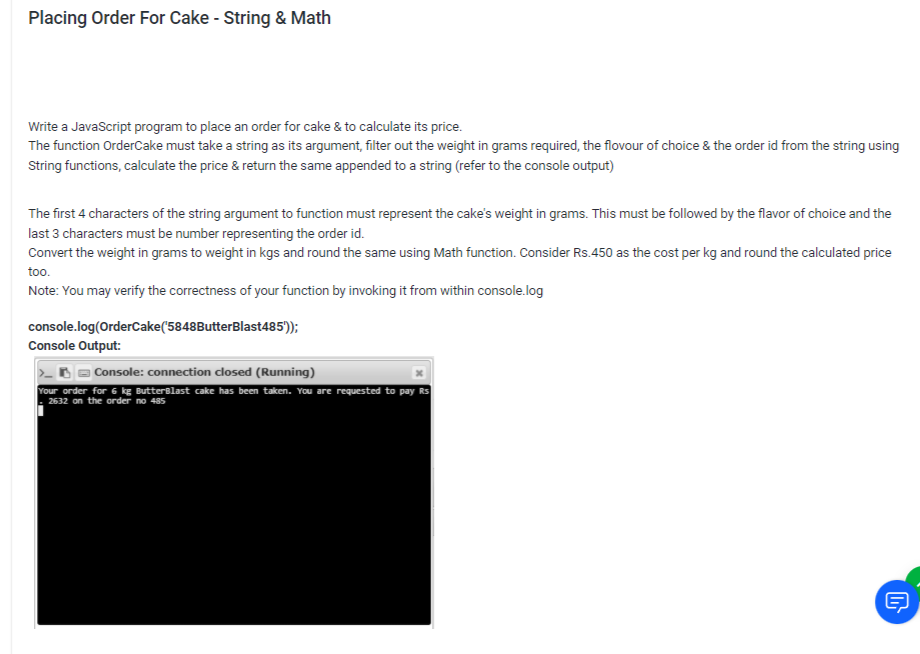 Placing Order For Cake - String & Math
Write a JavaScript program to place an order for cake & to calculate its price.
The function OrderCake must take a string as its argument, filter out the weight in grams required, the flovour of choice & the order id from the string using
String functions, calculate the price & return the same appended to a string (refer to the console output)
The first 4 characters of the string argument to function must represent the cake's weight in grams. This must be followed by the flavor of choice and the
last 3 characters must be number representing the order id.
Convert the weight in grams to weight in kgs and round the same using Math function. Consider Rs.450 as the cost per kg and round the calculated price
too.
Note: You may verify the correctness of your function by invoking it from within console.log
console.log(OrderCake('5848ButterBlast485'));
Console Output:
Console: connection closed (Running)
Your order for 6 kg ButterBlast cake has been taken. You are requested to pay Rs
. 2632 on the order no 485